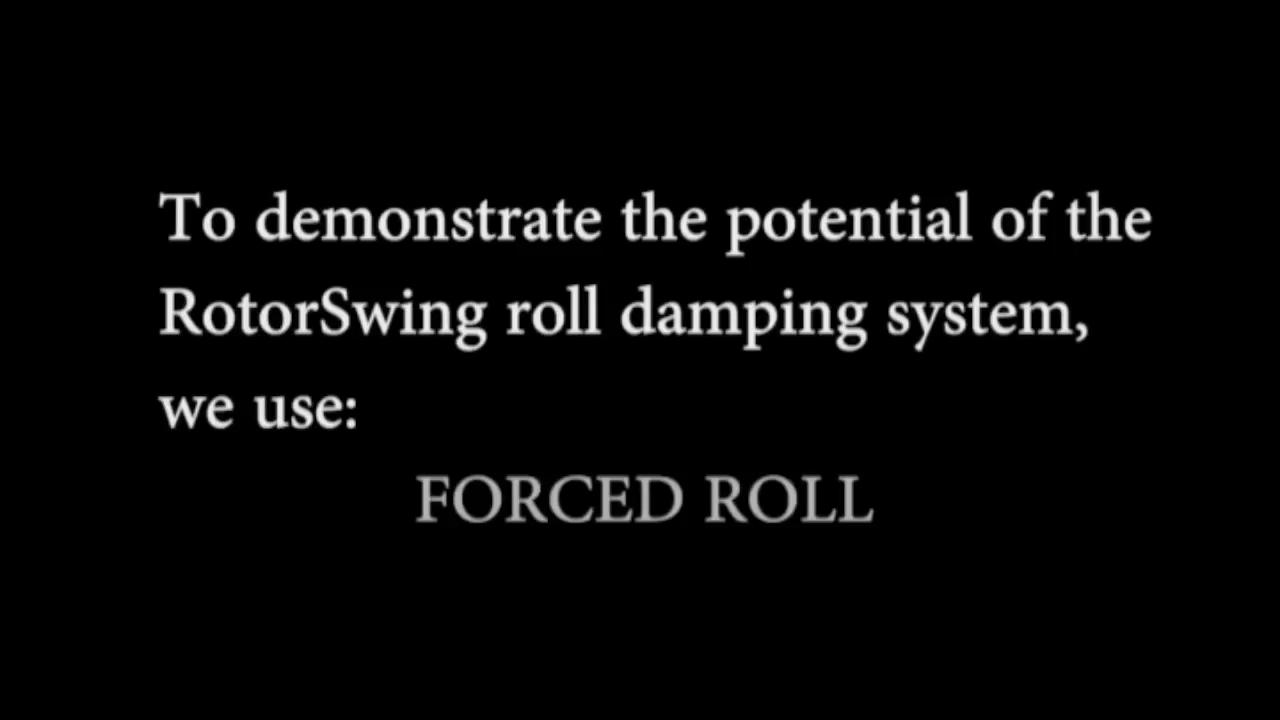 To demonstrate the potential of the
RotorSwing roll damping system,
we use:
FORCED ROLL